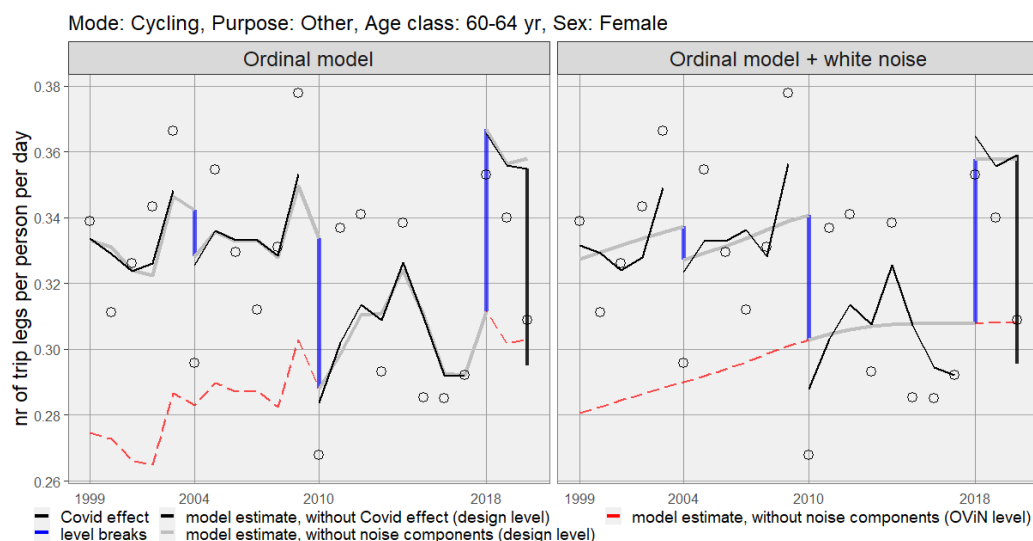 Mode: Cycling, Purpose: Other, Age class: 60-64 yr, Sex: Female
Ordinal model
Ordinal model + white noise
nr of trip legs per person per day
0.38
0.36
0.34
0.32
0.30
0.28
0.26
1999 2004 2010 2018
1999 2004 2010 2018
Covid effect model estimate, without Covid effect (design level) model estimate, without noise components (OViN level)
level breaks model estimate, without noise components (design level)